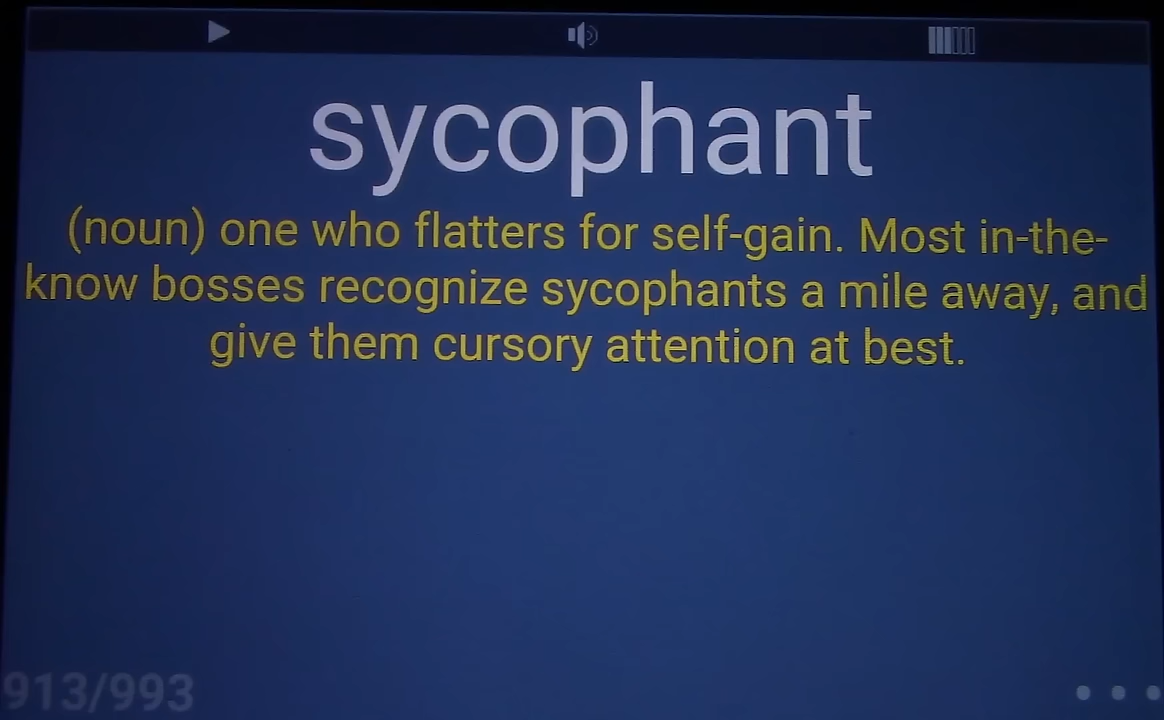 sycophant
(noun) one who flatters for self-gain. Most in-the-
know bosses recognize sycophants a mile away, and
give them cursory attention at best.
913/993